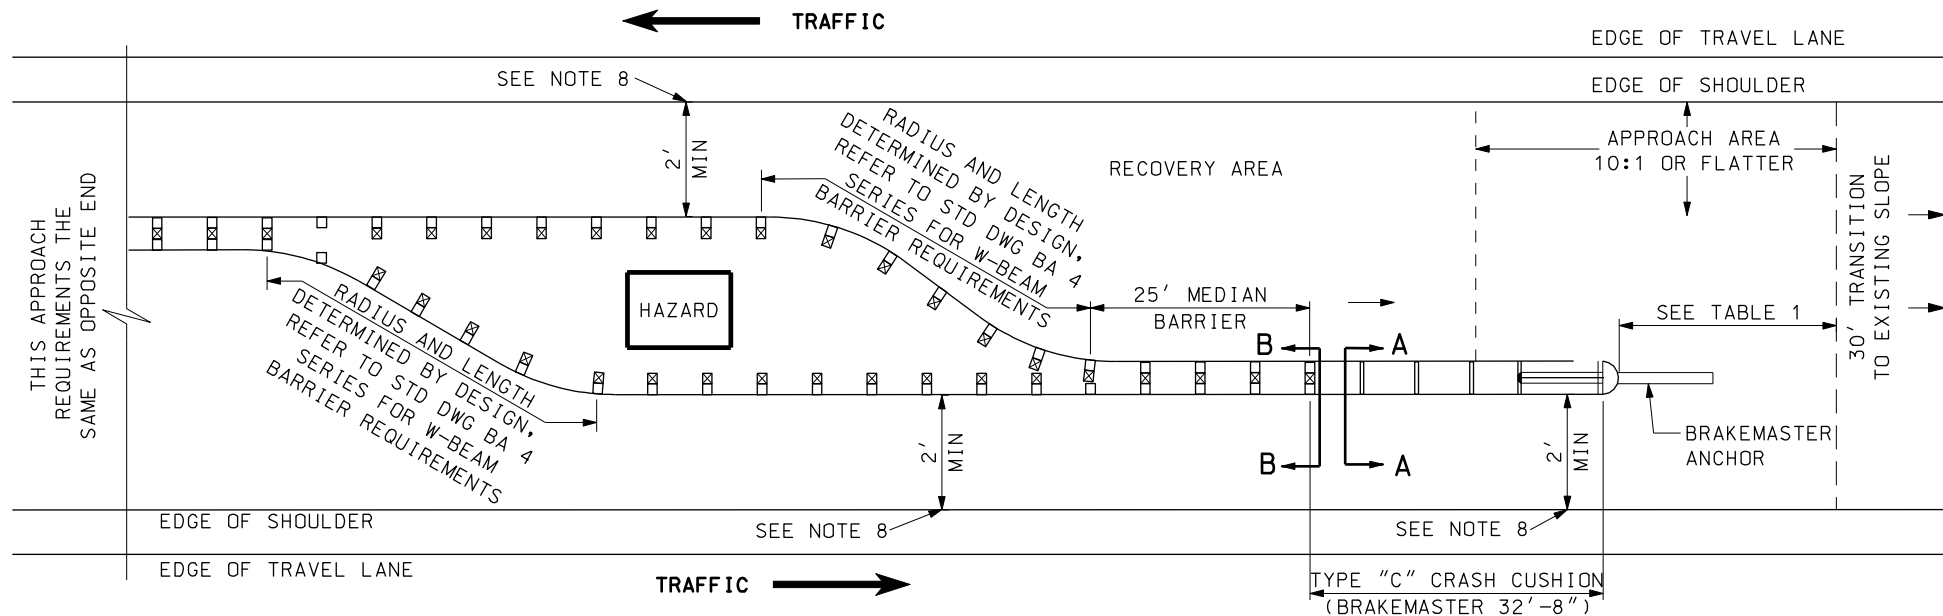 TRAFFIC
EDGE OF TRAVEL LANE
SEE NOTE 8
EDGE OF SHOULDER
2' MIN
RADIUS AND LENGTH
DETERMINED BY DESIGN,
REFER TO STD DWG BA 4
SERIES FOR W-BEAM
BARRIER REQUIREMENTS
RECOVERY AREA
APPROACH AREA
10:1 OR FLATTER
30' TRANSITION
TO EXISTING SLOPE
THIS APPROACH
REQUIREMENTS THE
SAME AS OPPOSITE END
HAZARD
25' MEDIAN
BARRIER
SEE TABLE 1
B
A
RADIUS AND LENGTH
DETERMINED BY DESIGN,
REFER TO STD DWG BA 4
SERIES FOR W-BEAM
BARRIER REQUIREMENTS
2'
MIN
2'
MIN
B
A
BRAKEMASTER
ANCHOR
EDGE OF SHOULDER
SEE NOTE 8
SEE NOTE 8
EDGE OF TRAVEL LANE
TRAFFIC
TYPE "C" CRASH CUSHION
(BRAKEMASTER 32'-8")